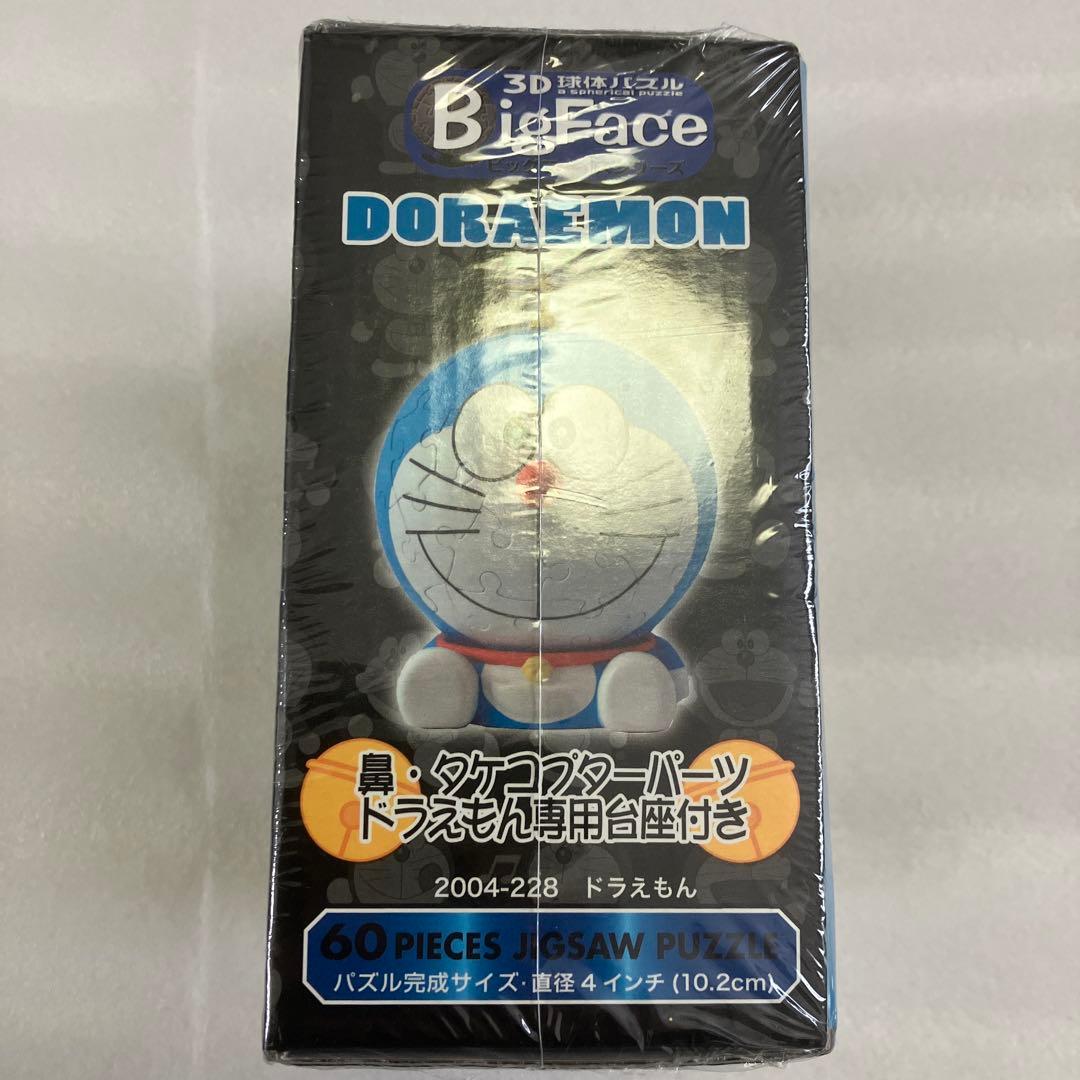 3D 球体パズル
a spherical puzzle
BigFace
DORAEMON
鼻・タケコプターパーツ
ドラえもん専用台座付き
2004-228 ドラえもん
60 PIECES JIGSAW PUZZLE
パズル完成サイズ・直径4インチ(10.2cm)